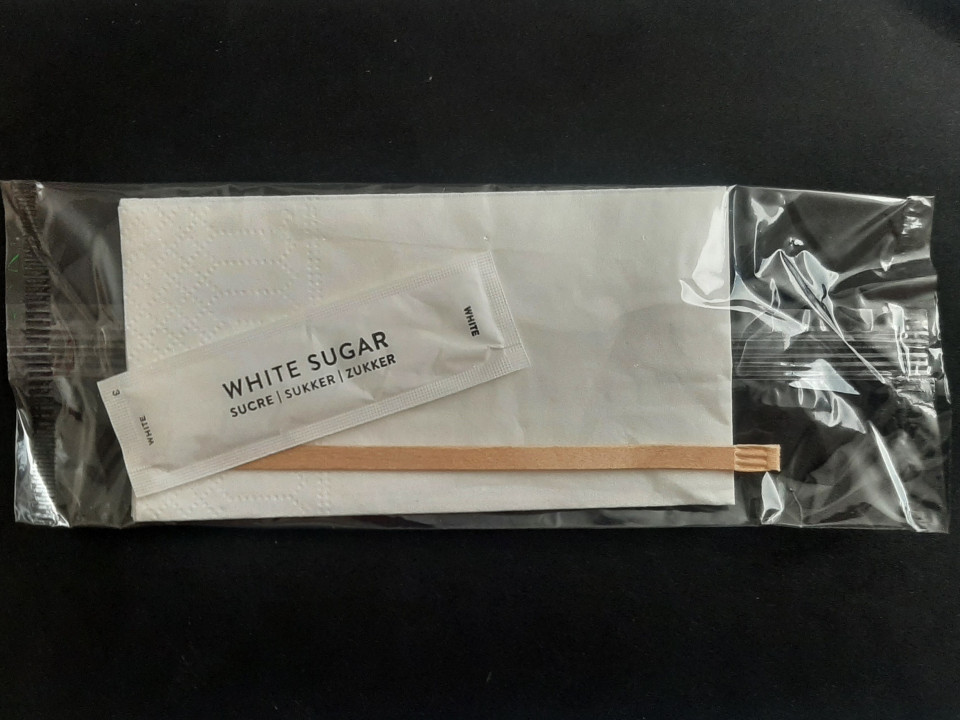 WHITE SUGAR
SUCRE | SUKKER | ZUKKER
WHITE
3
WHITE